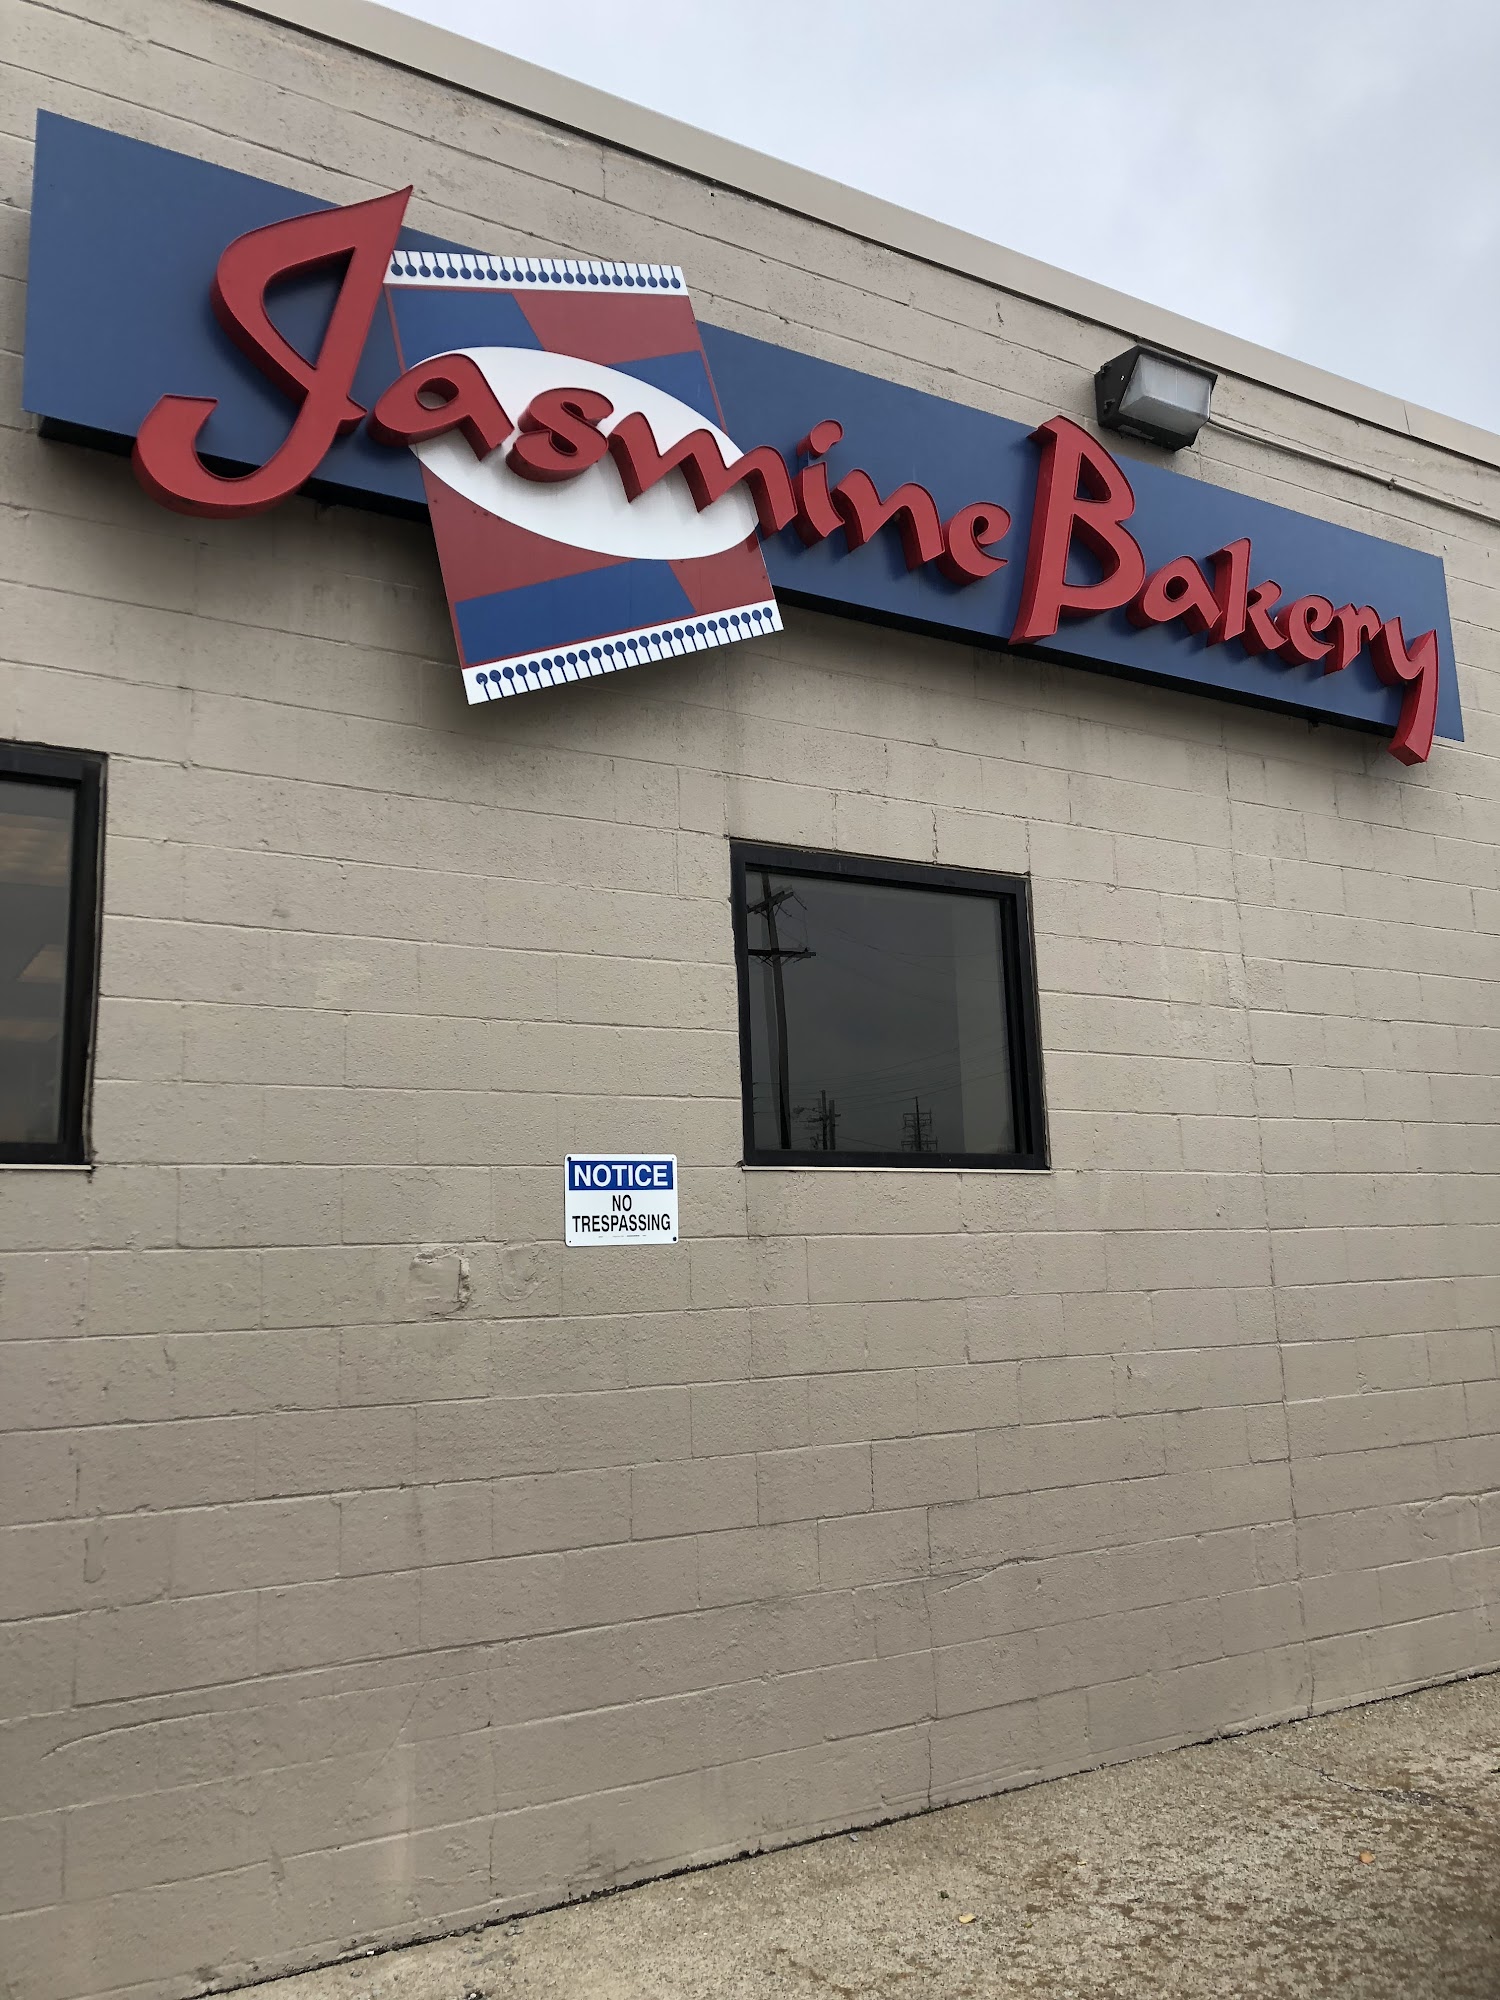 Jasmine Bakery
NOTICE
NO
TRESPASSING